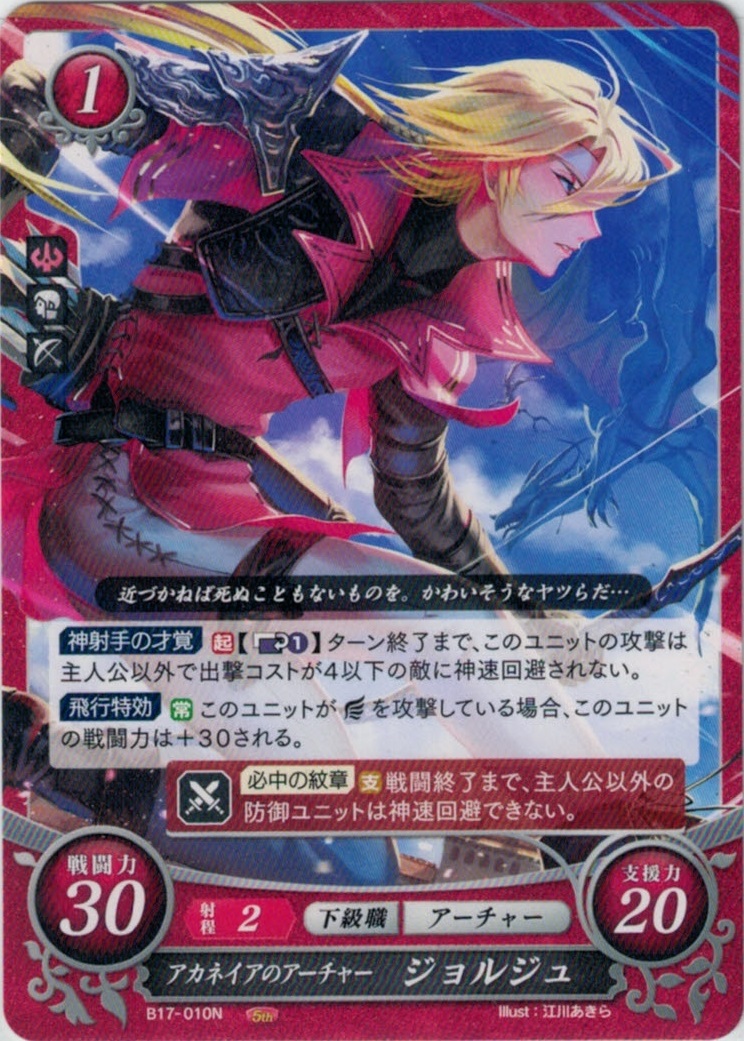 1
近づかねば死ぬこともないものを。かわいそうなヤツらだ…
神射手の才覚 起【1】ターン終了まで、このユニットの攻撃は
主人公以外で出撃コストが4以下の敵に神速回避されない。
飛行特効 常 このユニットが を攻撃している場合、このユニット
の戦闘力は+30される。
必中の紋章 支 戦闘終了まで、主人公以外の
防御ユニットは神速回避できない。
戦闘力
30
射程 2
下級職 アーチャー
支援力
20
アカネイアのアーチャー ジョルジュ
B17-010N 5th Illust:江川あきら